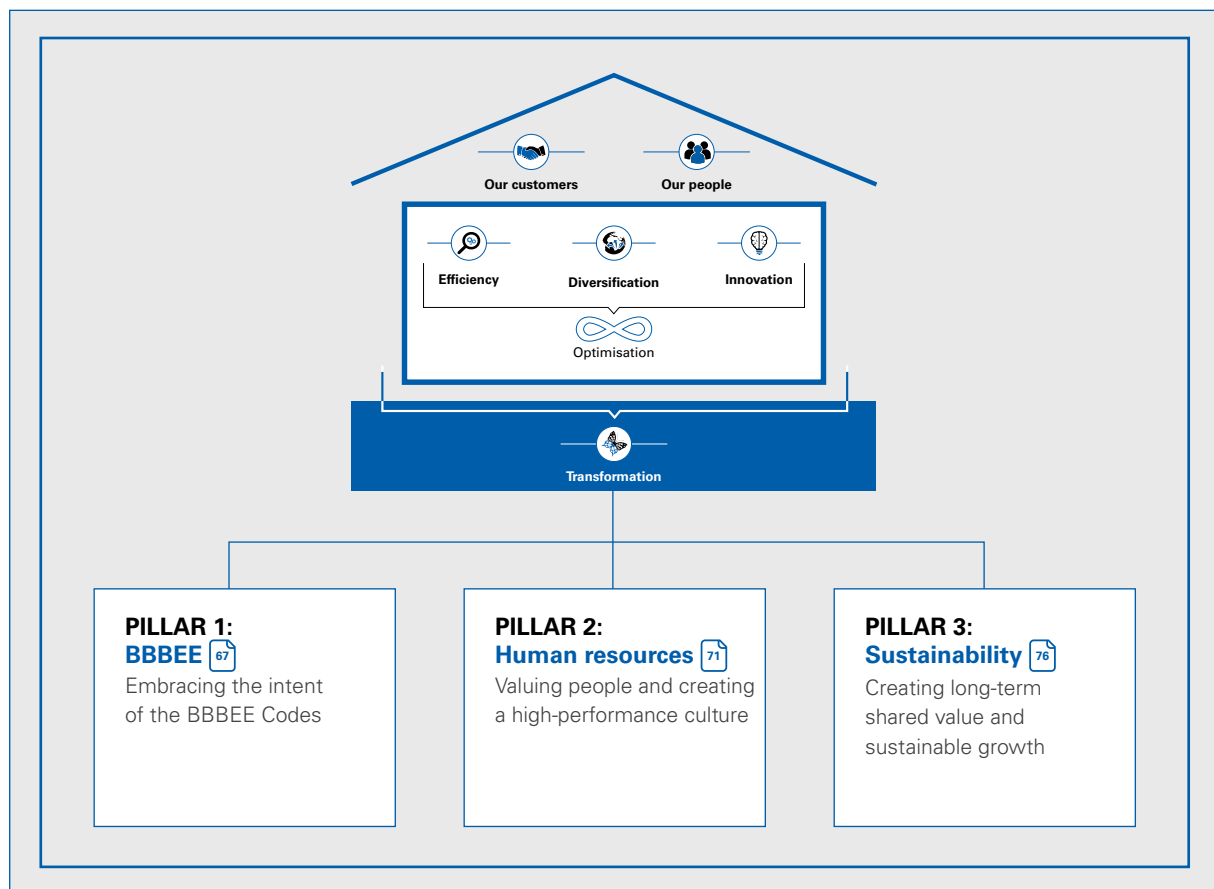 Our customers
Our people
Efficiency
Diversification
Innovation
Optimisation
Transformation
PILLAR 1:
BBBEE 67
Embracing the intent
of the BBBEE Codes
PILLAR 2:
Human resources 71
Valuing people and creating
a high-performance culture
PILLAR 3:
Sustainability 76
Creating long-term
shared value and
sustainable growth